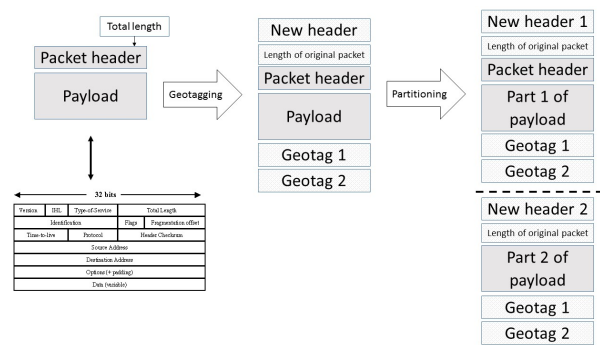 Total length
Packet header
Payload
Geotagging
New header
Length of original packet
Packet header
Payload
Geotag 1
Geotag 2
Partitioning
New header 1
Length of original packet
Packet header
Part 1 of
payload
Geotag 1
Geotag 2
New header 2
Length of original packet
Part 2 of
payload
Geotag 1
Geotag 2
32 bits
Version IHL Type-of-Service Total Length
Identification Flags Fragmentation offset
Time-to-live Protocol Header Checksum
Source Address
Destination Address
Options (+ padding)
Data (variable)